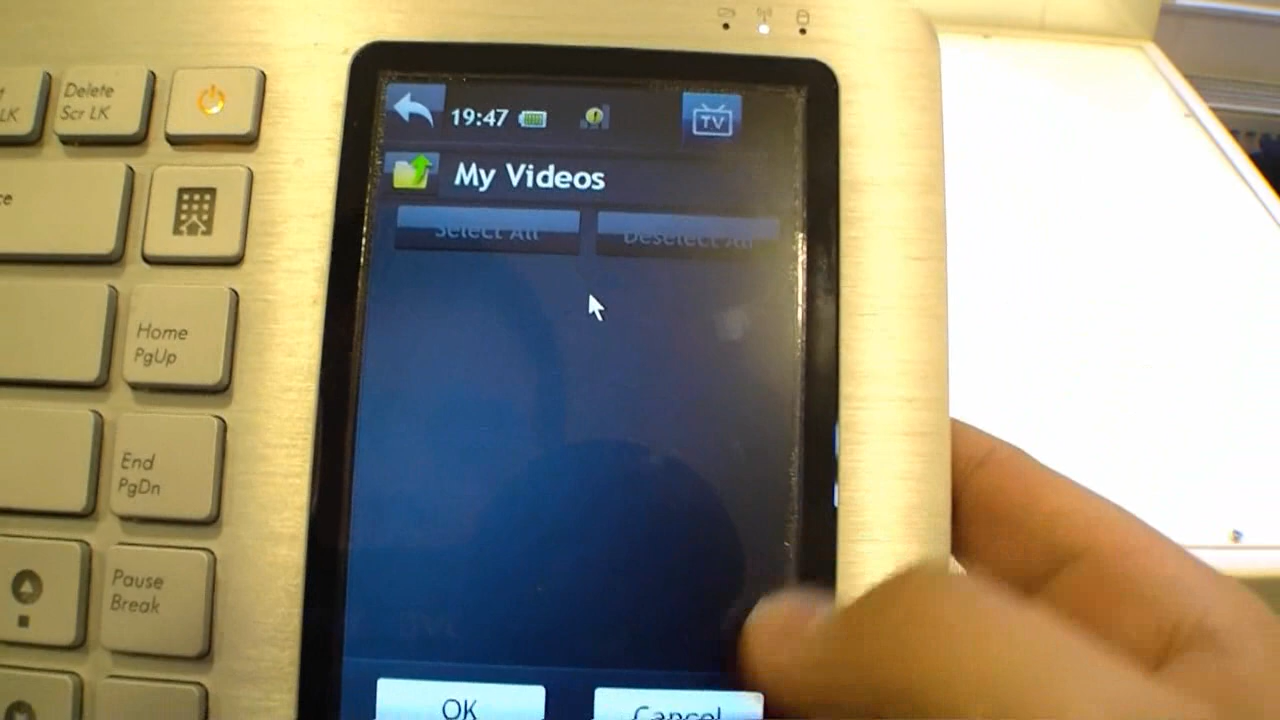 Delete
Scr LK
LK
19:47
TV
My Videos
Select All
Deselect All
Home
PgUp
End
PgDn
Pause
Break
OK
Cancel